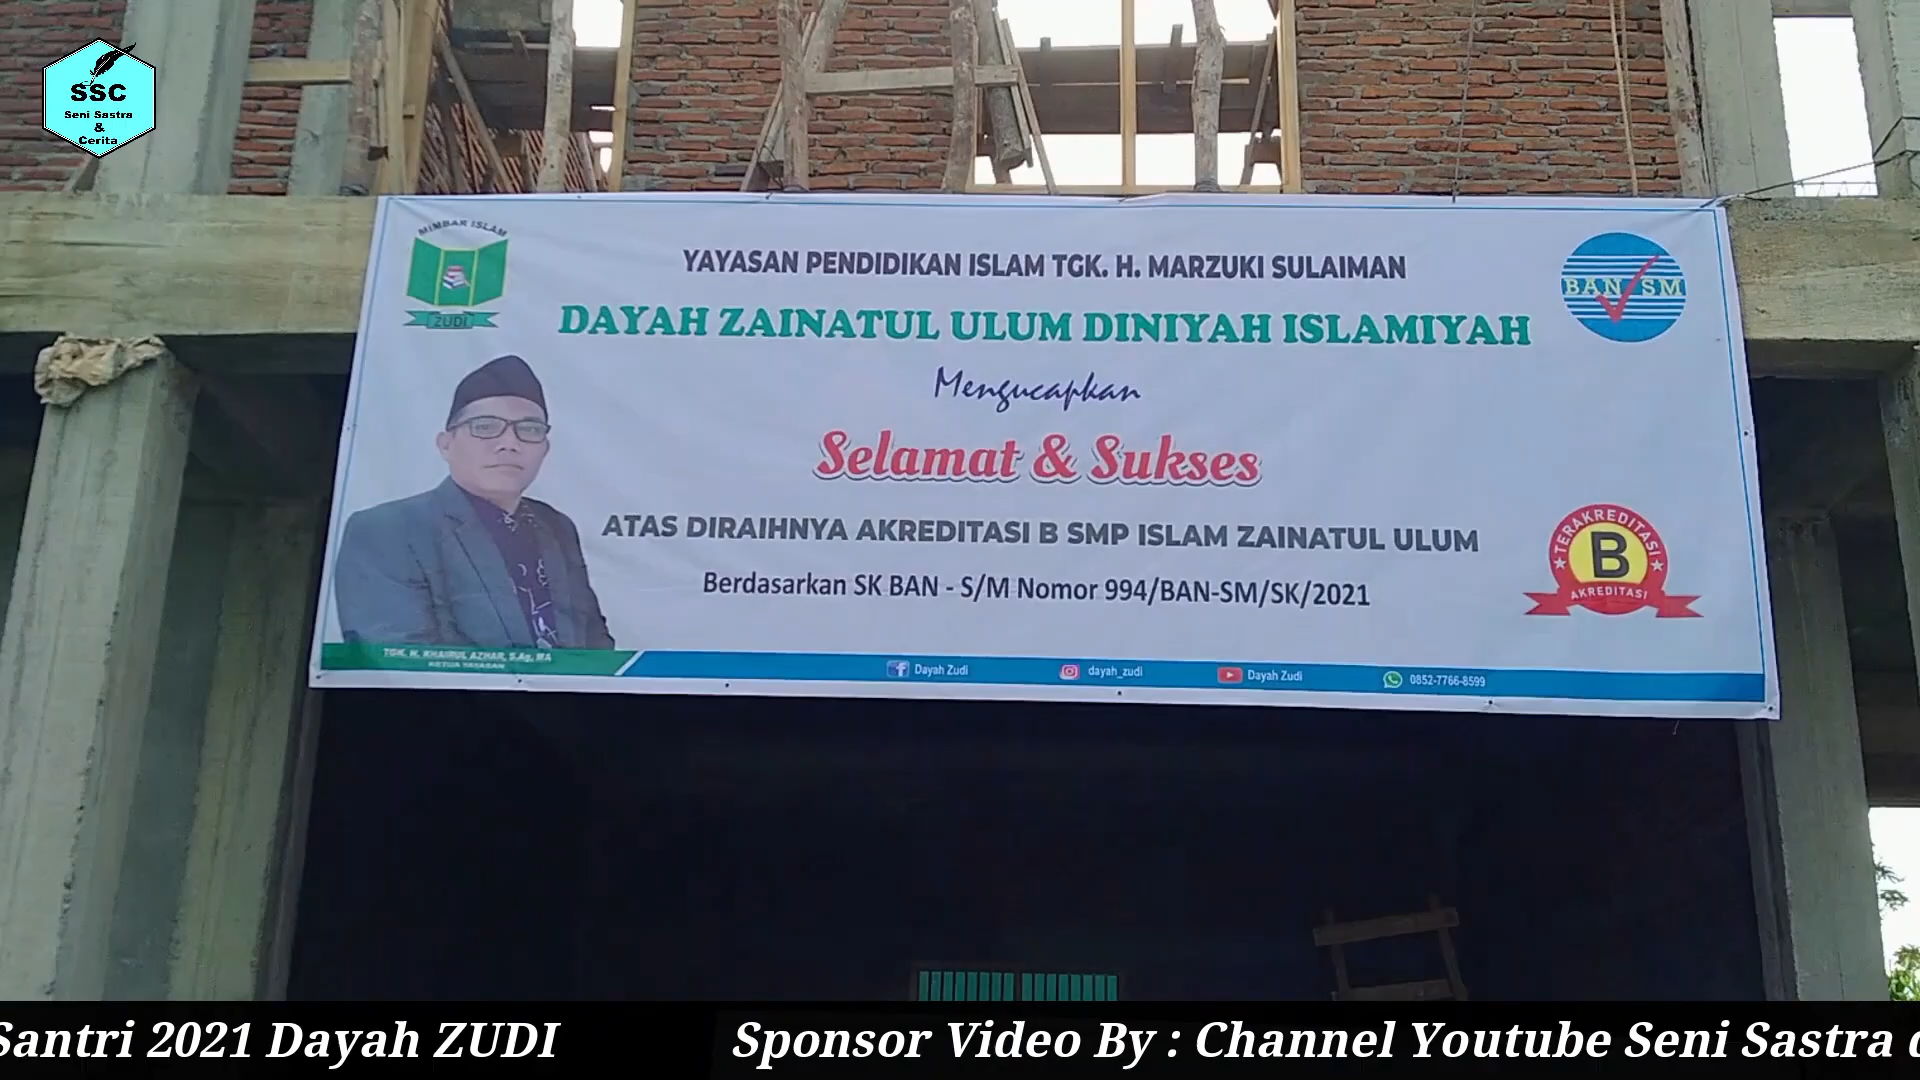 SSC
Seni Sastra
&
Cerita
MIMBAR ISLAM
ZUDI
YAYASAN PENDIDIKAN ISLAM TGK. H. MARZUKI SULAIMAN
BAN SM
DAYAH ZAINATUL ULUM DINIYAH ISLAMIYAH
Mengucapkan
Selamat & Sukses
ATAS DIRAIHNYA AKREDITASI B SMP ISLAM ZAINATUL ULUM
Berdasarkan SK BAN - S/M Nomor 994/BAN-SM/SK/2021
TERAKREDITASI
B
AKREDITASI
TGK. H. KHAIRUL AZHAR, S.Ag, MA
KETUA YAYASAN
Dayah Zudi
dayah_zudi
Dayah Zudi
0852-7766-8599
Santri 2021 Dayah ZUDI Sponsor Video By : Channel Youtube Seni Sastra